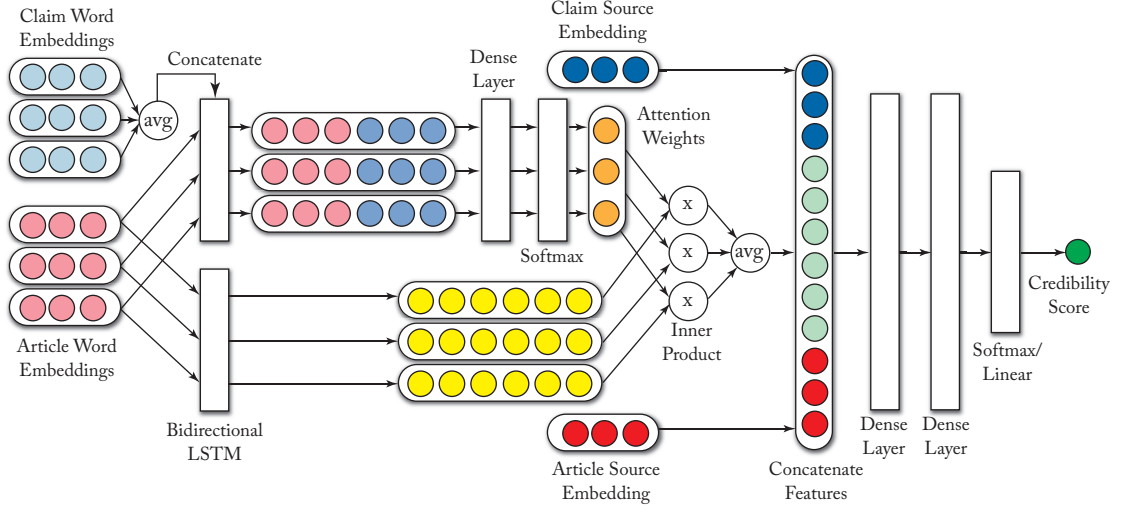 Claim Word
Embeddings
Concatenate
avg
Article Word
Embeddings
Bidirectional
LSTM
Dense
Layer
Softmax
Claim Source
Embedding
Attention
Weights
x
x
x
avg
Inner
Product
Article Source
Embedding
Concatenate
Features
Dense
Layer
Dense
Layer
Softmax/
Linear
Credibility
Score